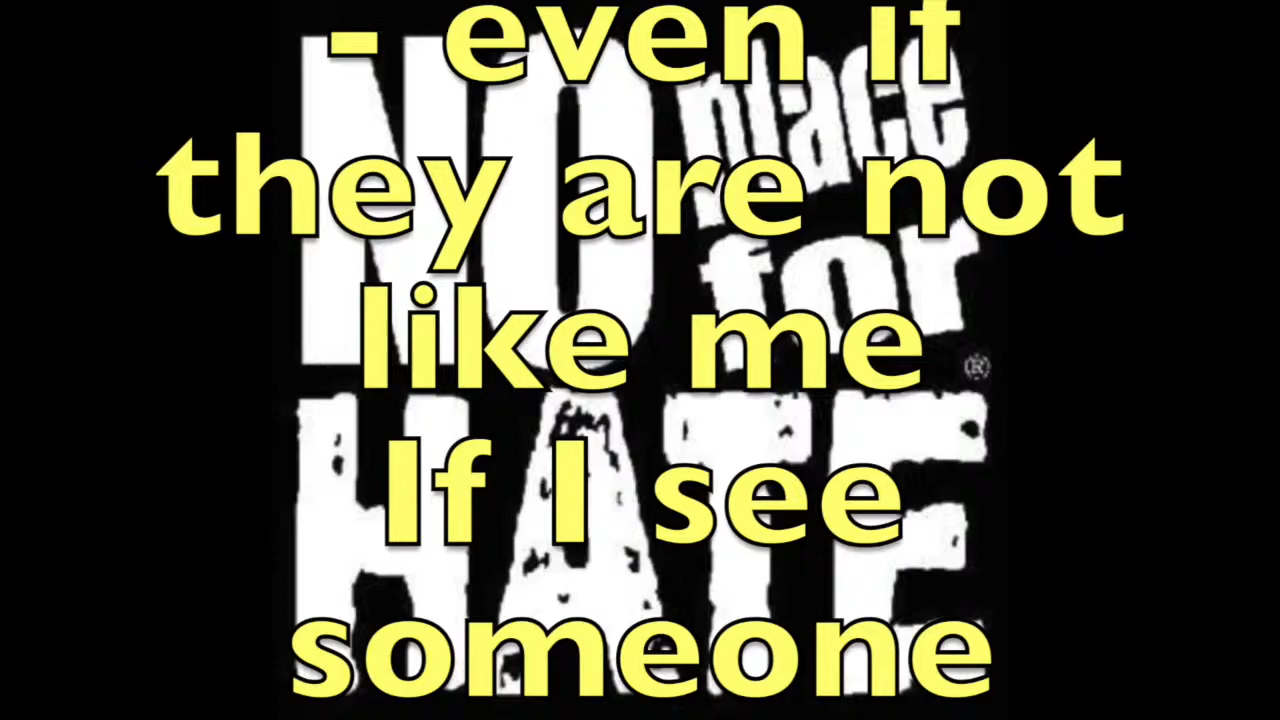 - even if
they are not
like me
If I see
someone
NO place
for
®
HATE